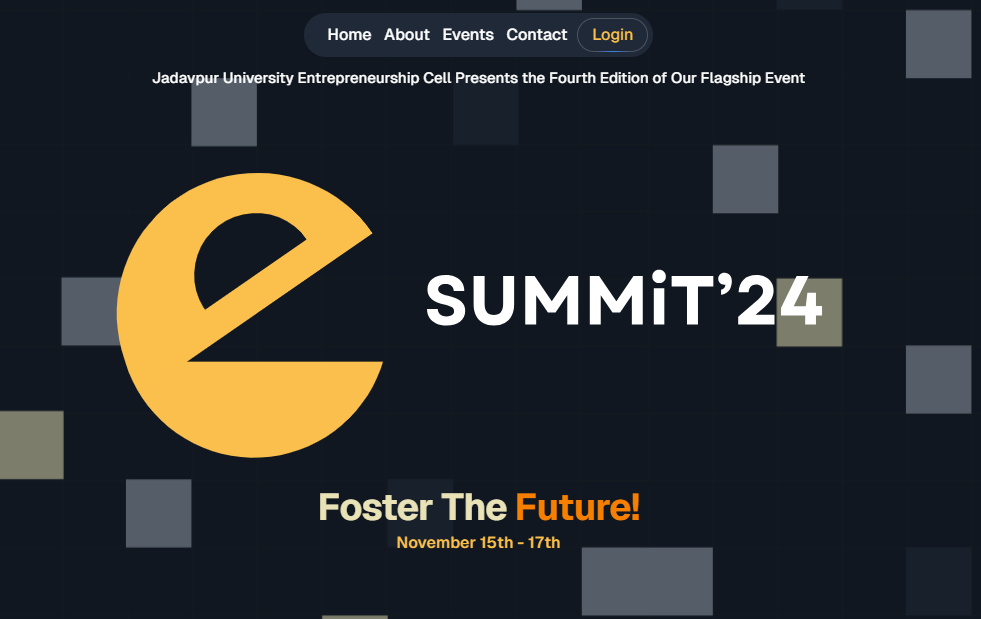 Home About Events Contact Login
Jadavpur University Entrepreneurship Cell Presents the Fourth Edition of Our Flagship Event
e
SUMMiT’24
Foster The Future!
November 15th - 17th